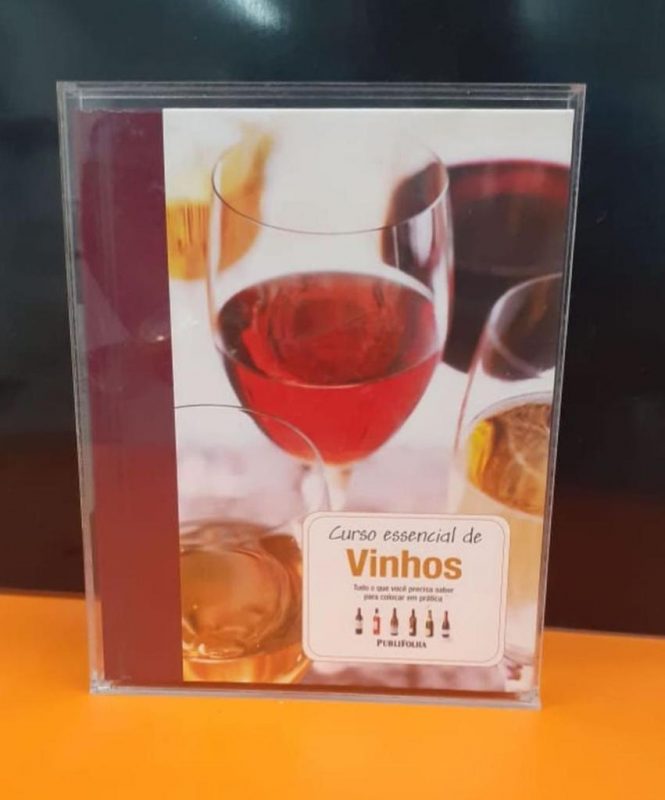 Curso essencial de
Vinhos
Tudo o que você precisa saber
para colocar em prática
PUBLIFOLHA